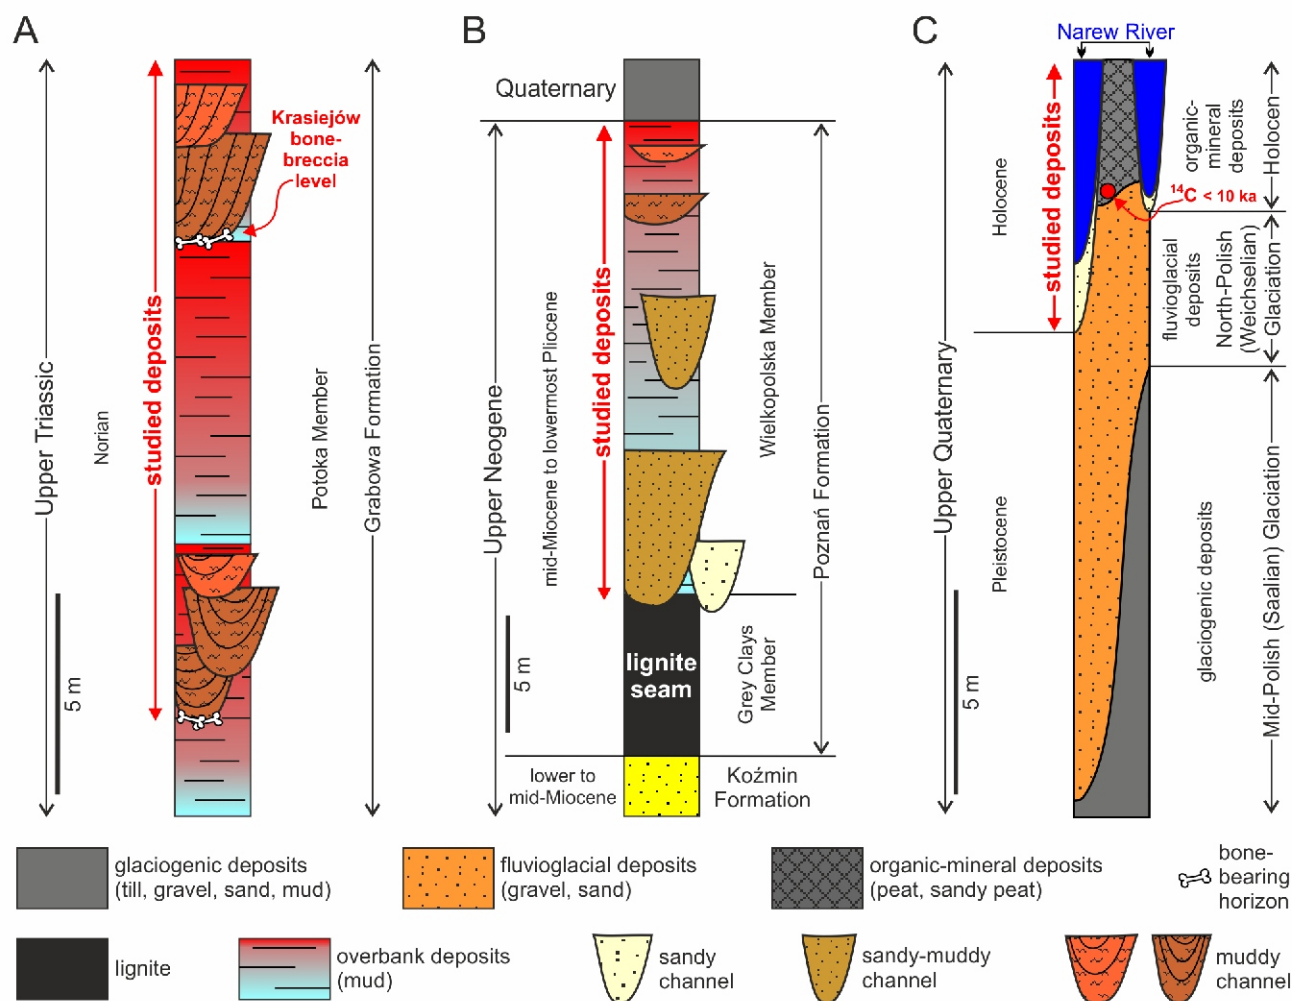 A
Krasiejów
bone-
breccia
level
studied deposits
Upper Triassic
Norian
Potoka Member
Grabowa Formation
5 m
B
Quaternary
studied deposits
Upper Neogene
mid-Miocene to lowermost Pliocene
Wielkopolska Member
Poznań Formation
lignite
seam
Grey Clays
Member
5 m
lower to
mid-Miocene
Koźmin
Formation
C
Narew River
studied deposits
Holocene
organic-
mineral
deposits
Holocen
¹⁴C < 10 ka
fluvioglacial
deposits
North-Polish
(Weichselian)
Glaciation
Upper Quaternary
Pleistocene
glaciogenic deposits
Mid-Polish (Saalian) Glaciation
5 m
glaciogenic deposits
(till, gravel, sand, mud)
fluvioglacial deposits
(gravel, sand)
organic-mineral deposits
(peat, sandy peat)
bone-
bearing
horizon
lignite
overbank deposits
(mud)
sandy
channel
sandy-muddy
channel
muddy
channel